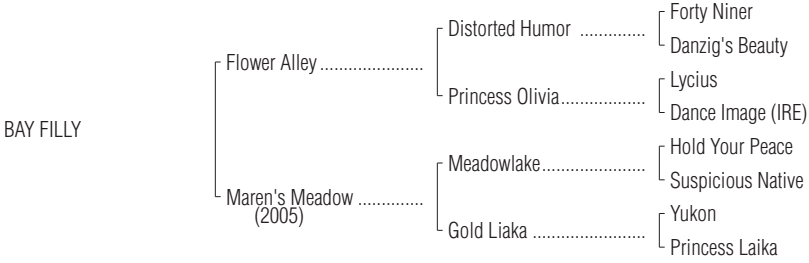 Forty Niner
Distorted Humor ..............
Danzig's Beauty
Flower Alley ......................
Lycius
Princess Olivia..................
Dance Image (IRE)
BAY FILLY
Hold Your Peace
Meadowlake......................
Suspicious Native
Maren's Meadow ..............
(2005)
Yukon
Gold Liaka ........................
Princess Laika